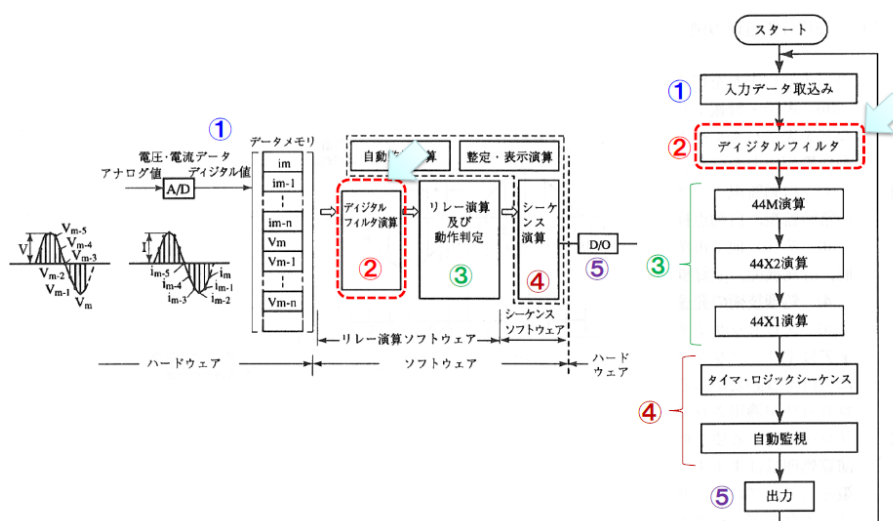 ①
電圧・電流データ
アナログ値
ディジタル値
A/D
V
Vm-5
Vm-4
Vm-3
Vm-2
Vm-1
Vm
I
im-5
im-4
im-3
im
im-1
im-2
データメモリ
im
im-1
im-n
Vm
Vm-1
Vm-n
自動
算
整定・表示演算
ディジタル
フィルタ演算
②
リレー演算
及び
動作判定
③
シーケ
ンス
演算
④
D/O
⑤
リレー演算ソフトウェア
シーケンス
ソフトウェア
ハードウェア
ソフトウェア
ハード
ウェア
スタート
①
入力データ取込み
②
ディジタルフィルタ
③
44M演算
44X2演算
44X1演算
④
タイマ・ロジックシーケンス
自動監視
⑤
出力